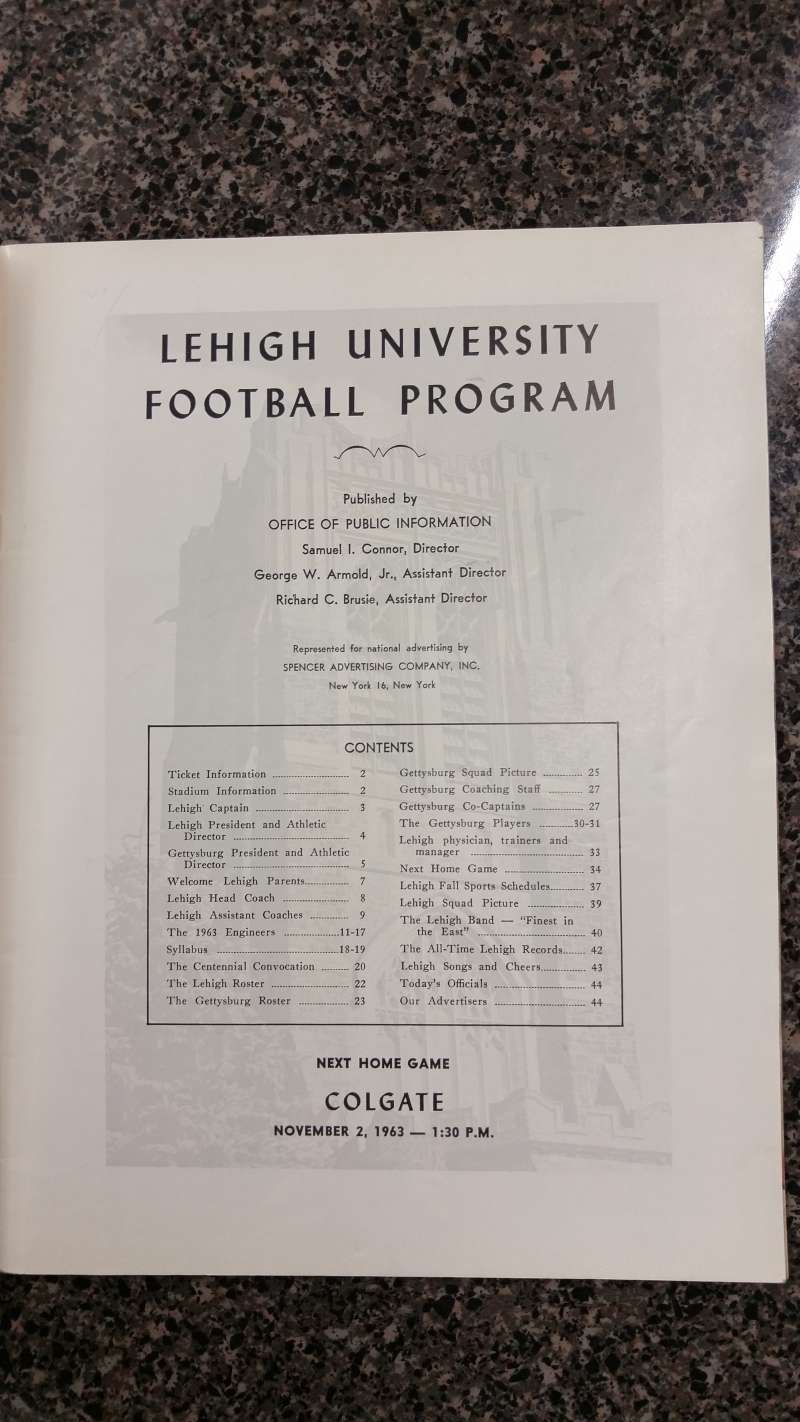 LEHIGH UNIVERSITY
FOOTBALL PROGRAM
Published by
OFFICE OF PUBLIC INFORMATION
Samuel I. Connor, Director
George W. Armold, Jr., Assistant Director
Richard C. Brusie, Assistant Director
Represented for national advertising by
SPENCER ADVERTISING COMPANY, INC.
New York 16, New York
CONTENTS
Ticket Information .......................... 2
Stadium Information ...................... 2
Lehigh Captain ............................... 3
Lehigh President and Athletic
Director ....................................... 4
Gettysburg President and Athletic
Director ....................................... 5
Welcome Lehigh Parents............... 7
Lehigh Head Coach ...................... 8
Lehigh Assistant Coaches ............. 9
The 1963 Engineers ..................11-17
Syllabus .........................................18-19
The Centennial Convocation ......... 20
The Lehigh Roster .......................... 22
The Gettysburg Roster ................. 23
Gettysburg Squad Picture ............. 25
Gettysburg Coaching Staff ........... 27
Gettysburg Co-Captains ................. 27
The Gettysburg Players ...........30-31
Lehigh physician, trainers and
manager ...................................... 33
Next Home Game .......................... 34
Lehigh Fall Sports Schedules........... 37
Lehigh Squad Picture ................... 39
The Lehigh Band — "Finest in
the East" .................................... 40
The All-Time Lehigh Records....... 42
Lehigh Songs and Cheers............... 43
Today's Officials .............................. 44
Our Advertisers .............................. 44
NEXT HOME GAME
COLGATE
NOVEMBER 2, 1963 — 1:30 P.M.